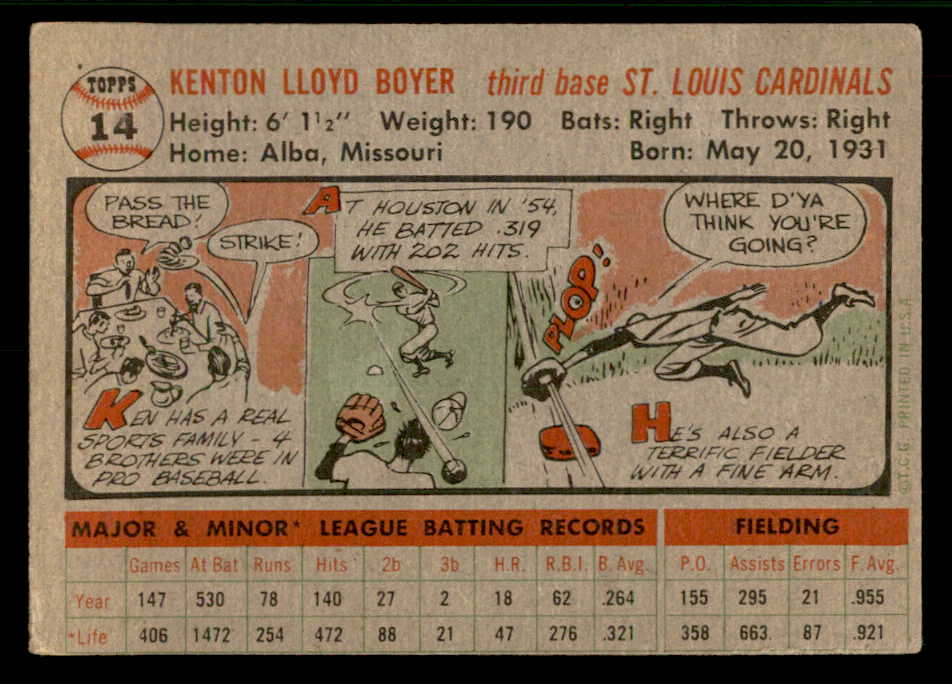 TOPPS
14
KENTON LLOYD BOYER third base ST. LOUIS CARDINALS
Height: 6' 1½" Weight: 190 Bats: Right Throws: Right
Home: Alba, Missouri Born: May 20, 1931
PASS THE
BREAD!
STRIKE!
KEN HAS A REAL
SPORTS FAMILY - 4
BROTHERS WERE IN
PRO BASEBALL.
AT HOUSTON IN '54,
HE BATTED .319
WITH 202 HITS.
WHERE D'YA
THINK YOU'RE
GOING?
PLOP!
HE'S ALSO A
TERRIFIC FIELDER
WITH A FINE ARM.
©T.C.G. PRINTED IN U.S.A.
MAJOR & MINOR* LEAGUE BATTING RECORDS FIELDING
Games At Bat Runs Hits 2b 3b H.R. R.B.I. B. Avg. P.O. Assists Errors F. Avg.
Year 147 530 78 140 27 2 18 62 .264 155 295 21 .955
*Life 406 1472 254 472 88 21 47 276 .321 358 663 87 .921